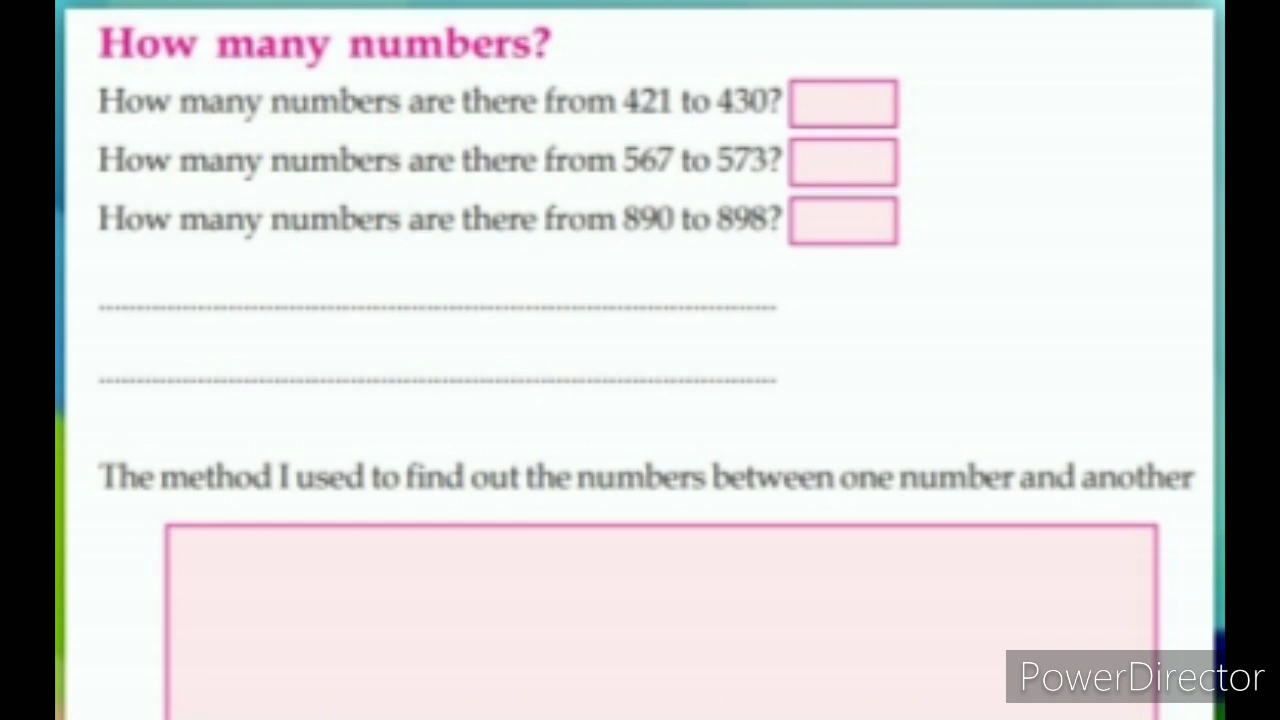 How many numbers?
How many numbers are there from 421 to 430?
How many numbers are there from 567 to 573?
How many numbers are there from 890 to 898?
The method I used to find out the numbers between one number and another
PowerDirector